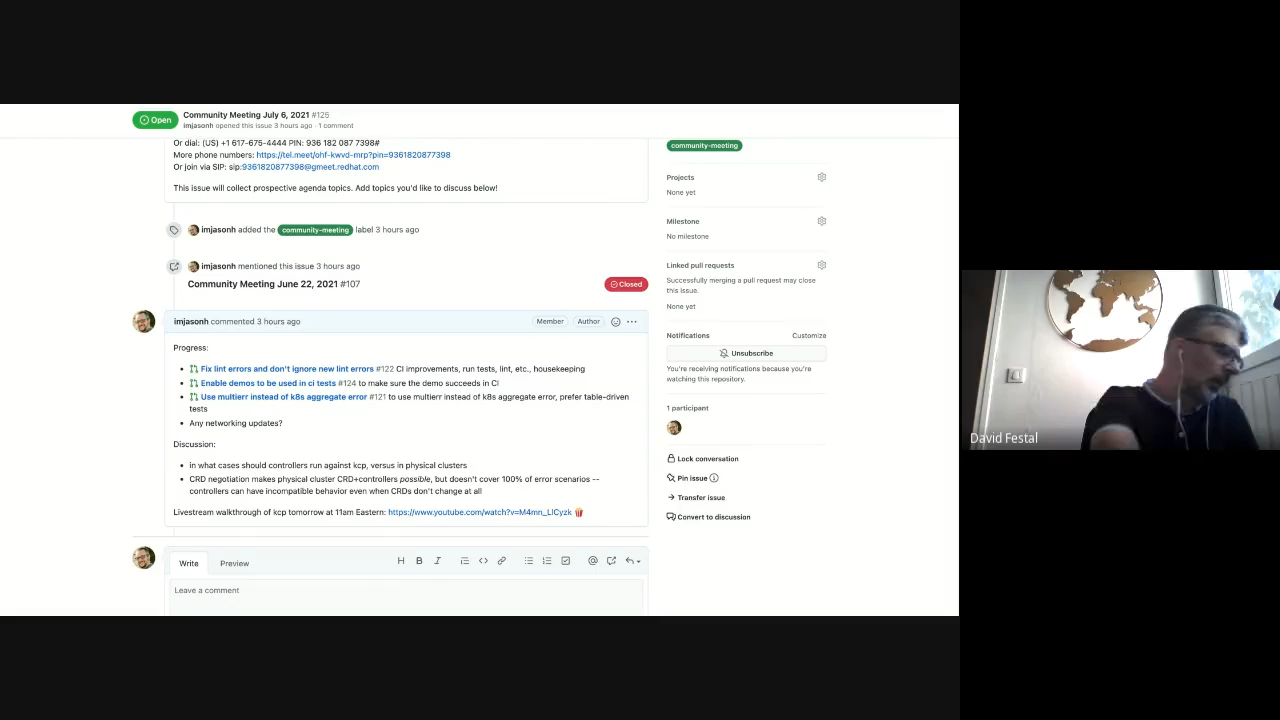 Open
Community Meeting July 6, 2021 #125
imjasonh opened this issue 3 hours ago · 1 comment
Or dial: (US) +1 617-675-4444 PIN: 936 182 087 7398#
More phone numbers: https://tel.meet/ohf-kwvd-mrp?pin=9361820877398
Or join via SIP: sip:9361820877398@gmeet.redhat.com
This issue will collect prospective agenda topics. Add topics you'd like to discuss below!
imjasonh added the community-meeting label 3 hours ago
imjasonh mentioned this issue 3 hours ago
Community Meeting June 22, 2021 #107
Closed
imjasonh commented 3 hours ago
Member
Author
Progress:
Fix lint errors and don't ignore new lint errors #122 CI improvements, run tests, lint, etc., housekeeping
Enable demos to be used in ci tests #124 to make sure the demo succeeds in CI
Use multierr instead of k8s aggregate error #121 to use multierr instead of k8s aggregate error, prefer table-driven
tests
Any networking updates?
Discussion:
in what cases should controllers run against kcp, versus in physical clusters
CRD negotiation makes physical cluster CRD+controllers possible, but doesn't cover 100% of error scenarios --
controllers can have incompatible behavior even when CRDs don't change at all
Livestream walkthrough of kcp tomorrow at 11am Eastern: https://www.youtube.com/watch?v=M4mn_LlCyzk 🍿
Write
Preview
Leave a comment
community-meeting
Projects
None yet
Milestone
No milestone
Linked pull requests
Successfully merging a pull request may close
this issue.
None yet
Notifications
Customize
Unsubscribe
You're receiving notifications because you're
watching this repository.
1 participant
Lock conversation
Pin issue
Transfer issue
Convert to discussion
David Festal